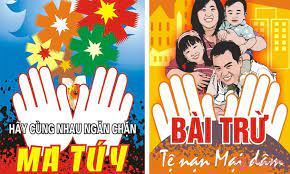 HÃY CÙNG NHAU NGĂN CHẶN
MA TÚY
BÀI TRỪ
Tệ nạn Mại dâm